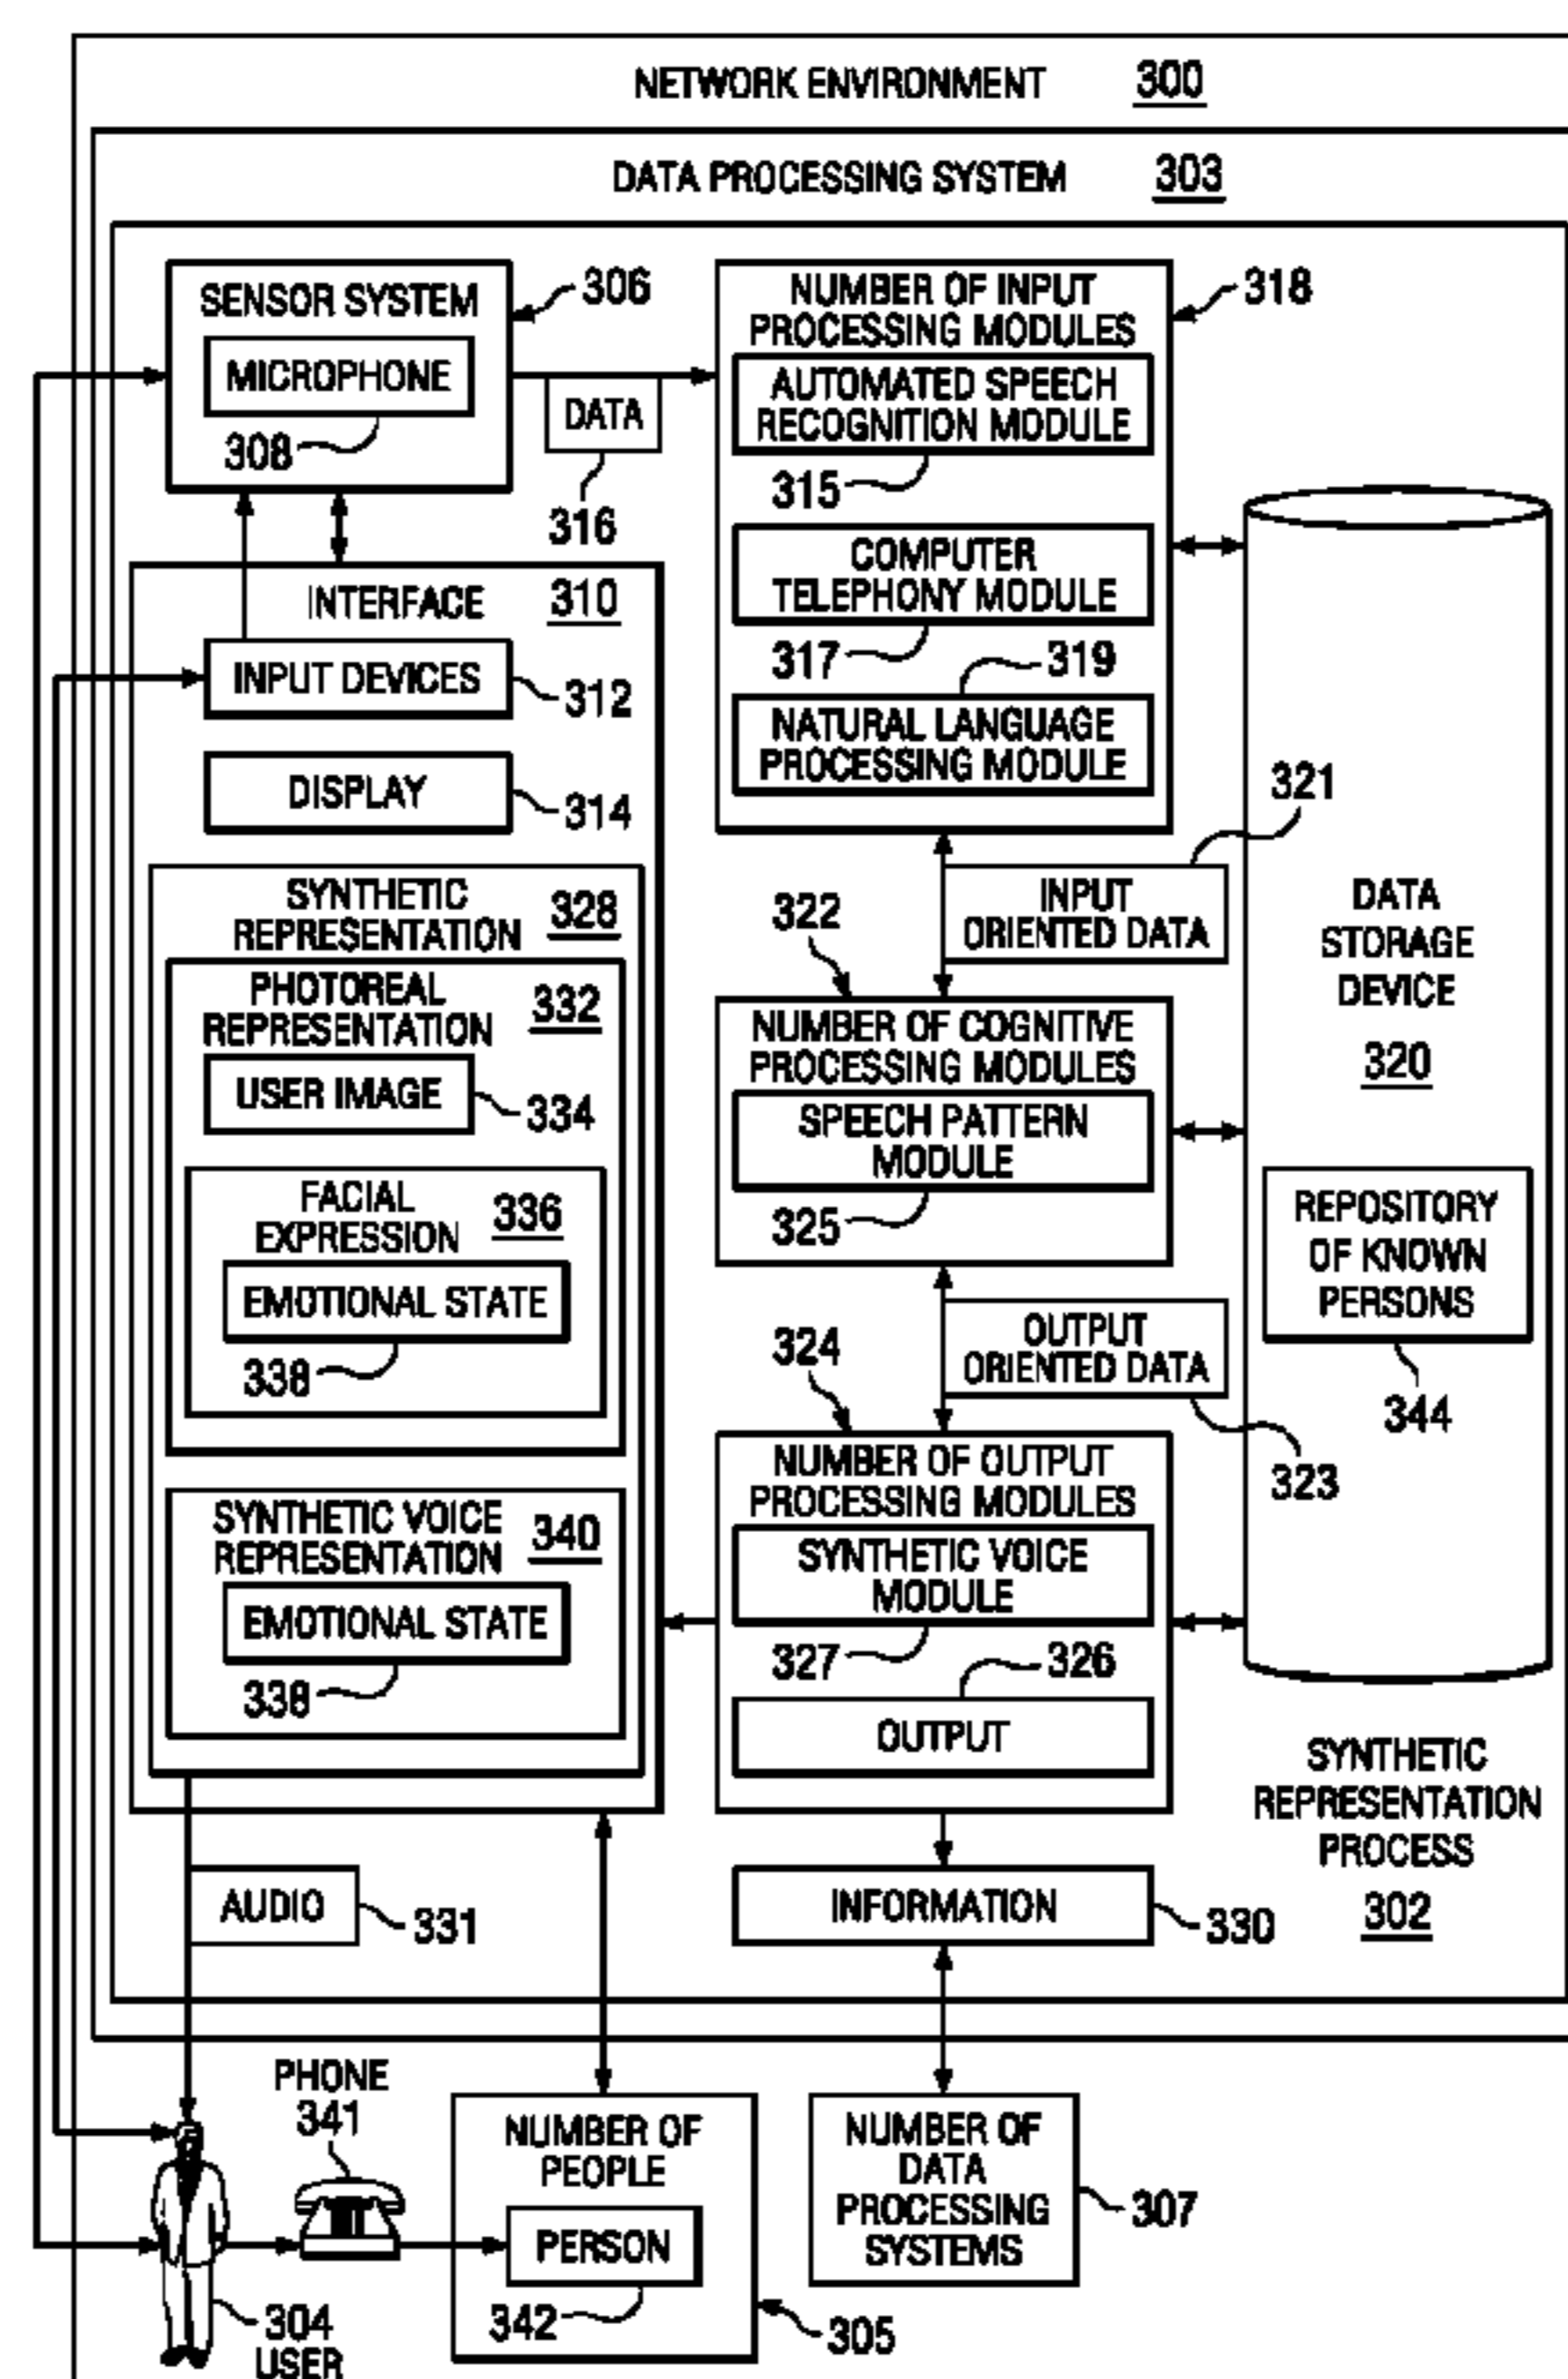 NETWORK ENVIRONMENT 300
DATA PROCESSING SYSTEM 303
SENSOR SYSTEM
306
MICROPHONE
308
DATA
316
NUMBER OF INPUT
PROCESSING MODULES
318
AUTOMATED SPEECH
RECOGNITION MODULE
315
COMPUTER
TELEPHONY MODULE
317
319
NATURAL LANGUAGE
PROCESSING MODULE
INTERFACE 310
INPUT DEVICES
312
DISPLAY
314
SYNTHETIC
REPRESENTATION 328
PHOTOREAL
REPRESENTATION 332
USER IMAGE
334
FACIAL
EXPRESSION 336
EMOTIONAL STATE
338
SYNTHETIC VOICE
REPRESENTATION 340
EMOTIONAL STATE
338
321
INPUT
ORIENTED DATA
322
NUMBER OF COGNITIVE
PROCESSING MODULES
SPEECH PATTERN
MODULE
325
OUTPUT
ORIENTED DATA
323
324
NUMBER OF OUTPUT
PROCESSING MODULES
SYNTHETIC VOICE
MODULE
327
326
OUTPUT
DATA
STORAGE
DEVICE
320
REPOSITORY
OF KNOWN
PERSONS
344
SYNTHETIC
REPRESENTATION
PROCESS
302
AUDIO
331
INFORMATION
330
PHONE
341
NUMBER OF
PEOPLE
PERSON
342
305
NUMBER OF
DATA
PROCESSING
SYSTEMS
307
304
USER